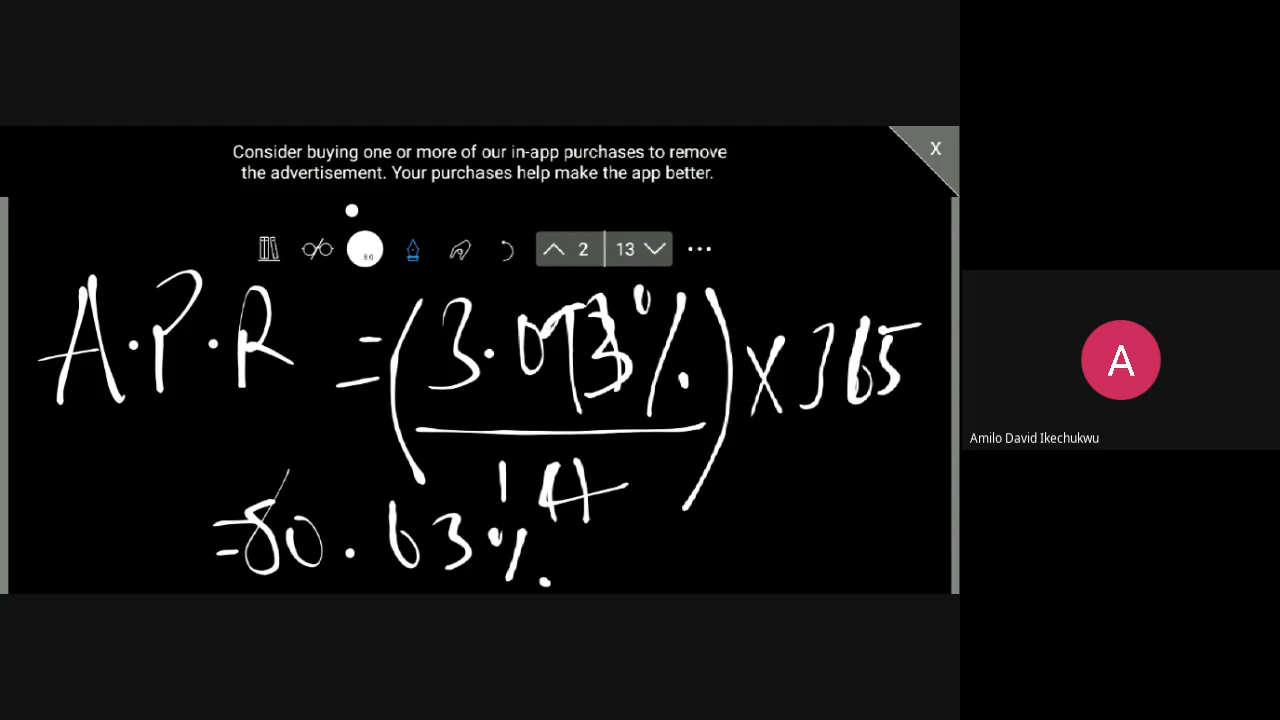 Consider buying one or more of our in-app purchases to remove
the advertisement. Your purchases help make the app better.
X
2 13
A.P.R = (3.093%) x 365
14
= 80.63%
A
Amilo David Ikechukwu